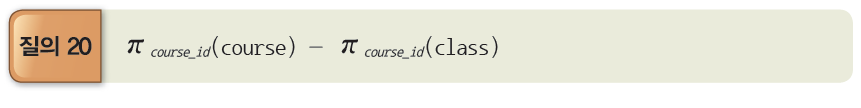 질의 20 π course_id(course) − π course_id(class)